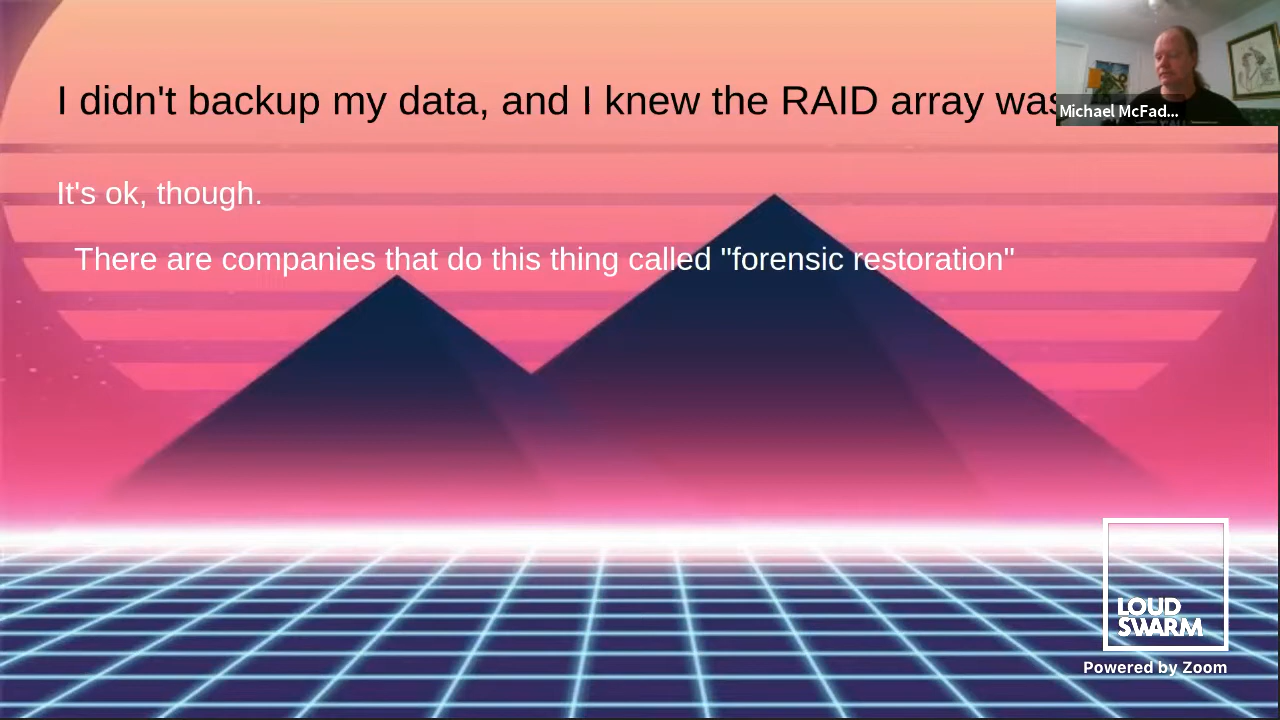 I didn't backup my data, and I knew the RAID array was
Michael McFad...
It's ok, though.
There are companies that do this thing called "forensic restoration"
LOUD
SWARM
Powered by Zoom